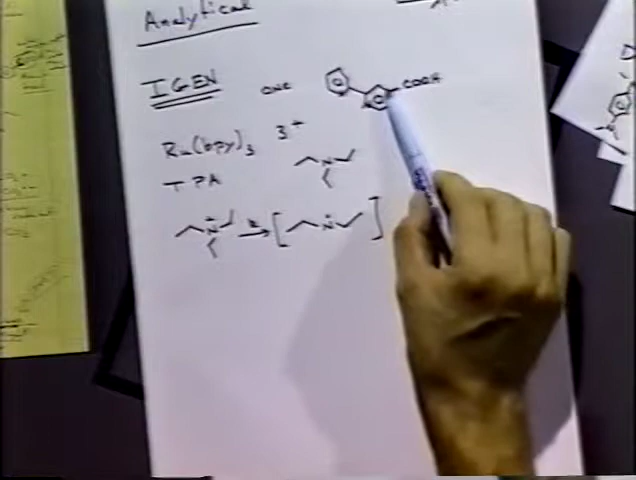 Analytical
IGEN one COOH
Ru(bpy)3 3+
TPA N
N k [ N ]